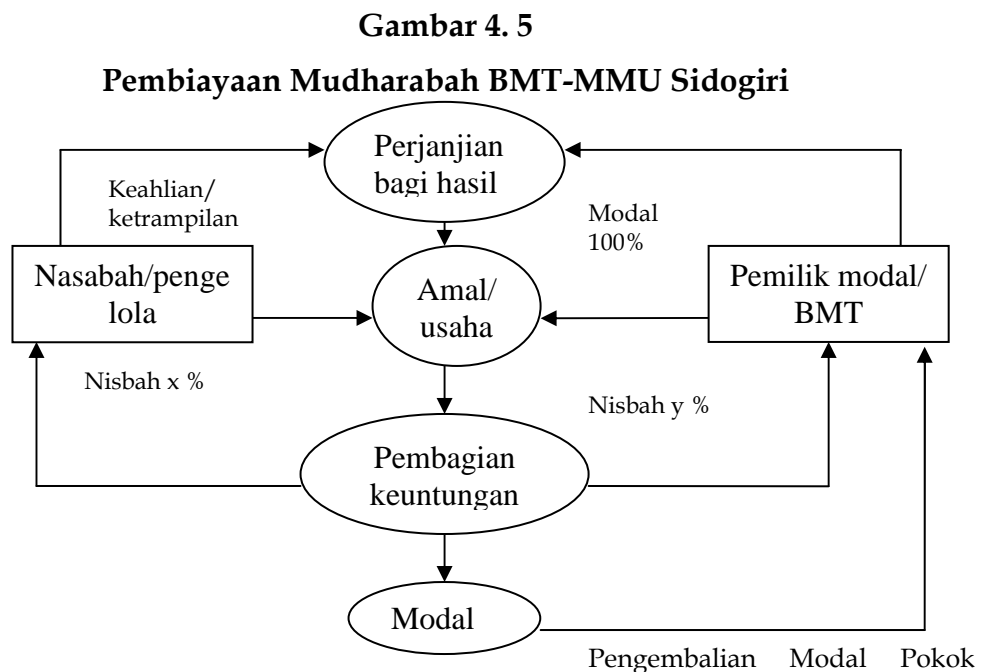 Gambar 4. 5
Pembiayaan Mudharabah BMT-MMU Sidogiri
Perjanjian
bagi hasil
Keahlian/
ketrampilan
Modal
100%
Nasabah/penge
lola
Amal/
usaha
Pemilik modal/
BMT
Nisbah x %
Nisbah y %
Pembagian
keuntungan
Modal
Pengembalian Modal Pokok